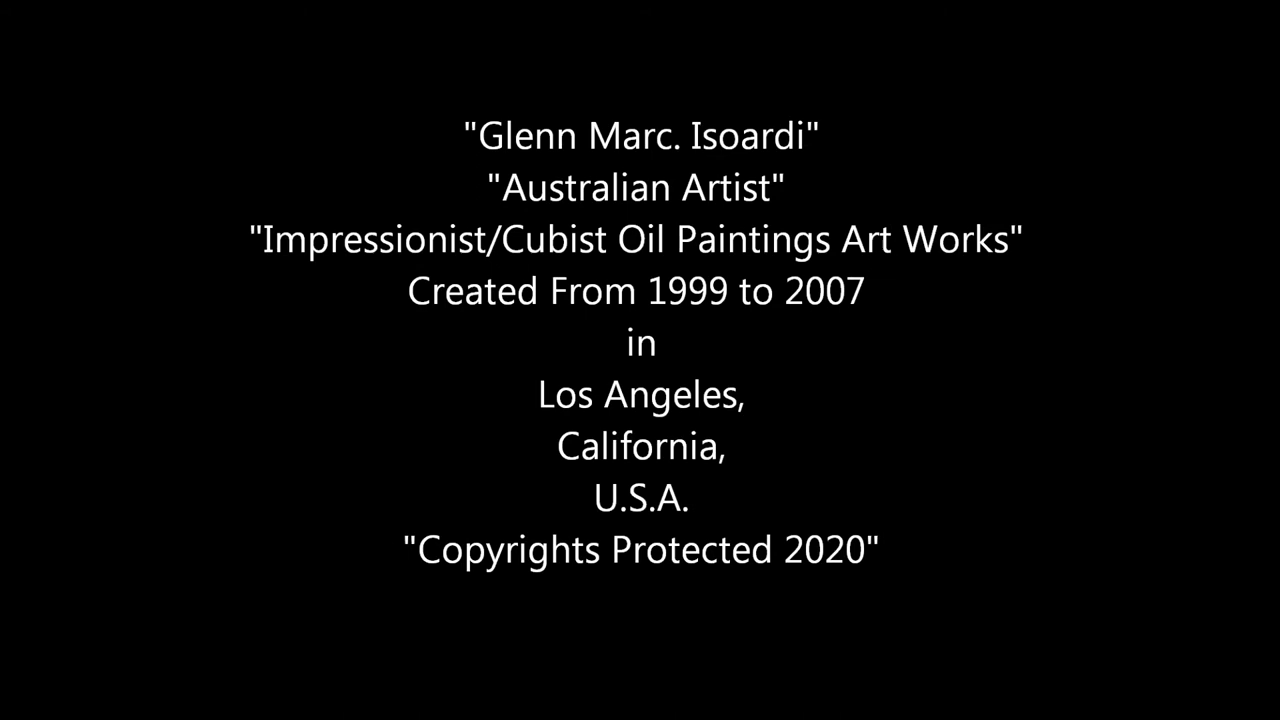 "Glenn Marc. Isoardi"
"Australian Artist"
"Impressionist/Cubist Oil Paintings Art Works"
Created From 1999 to 2007
in
Los Angeles,
California,
U.S.A.
"Copyrights Protected 2020"